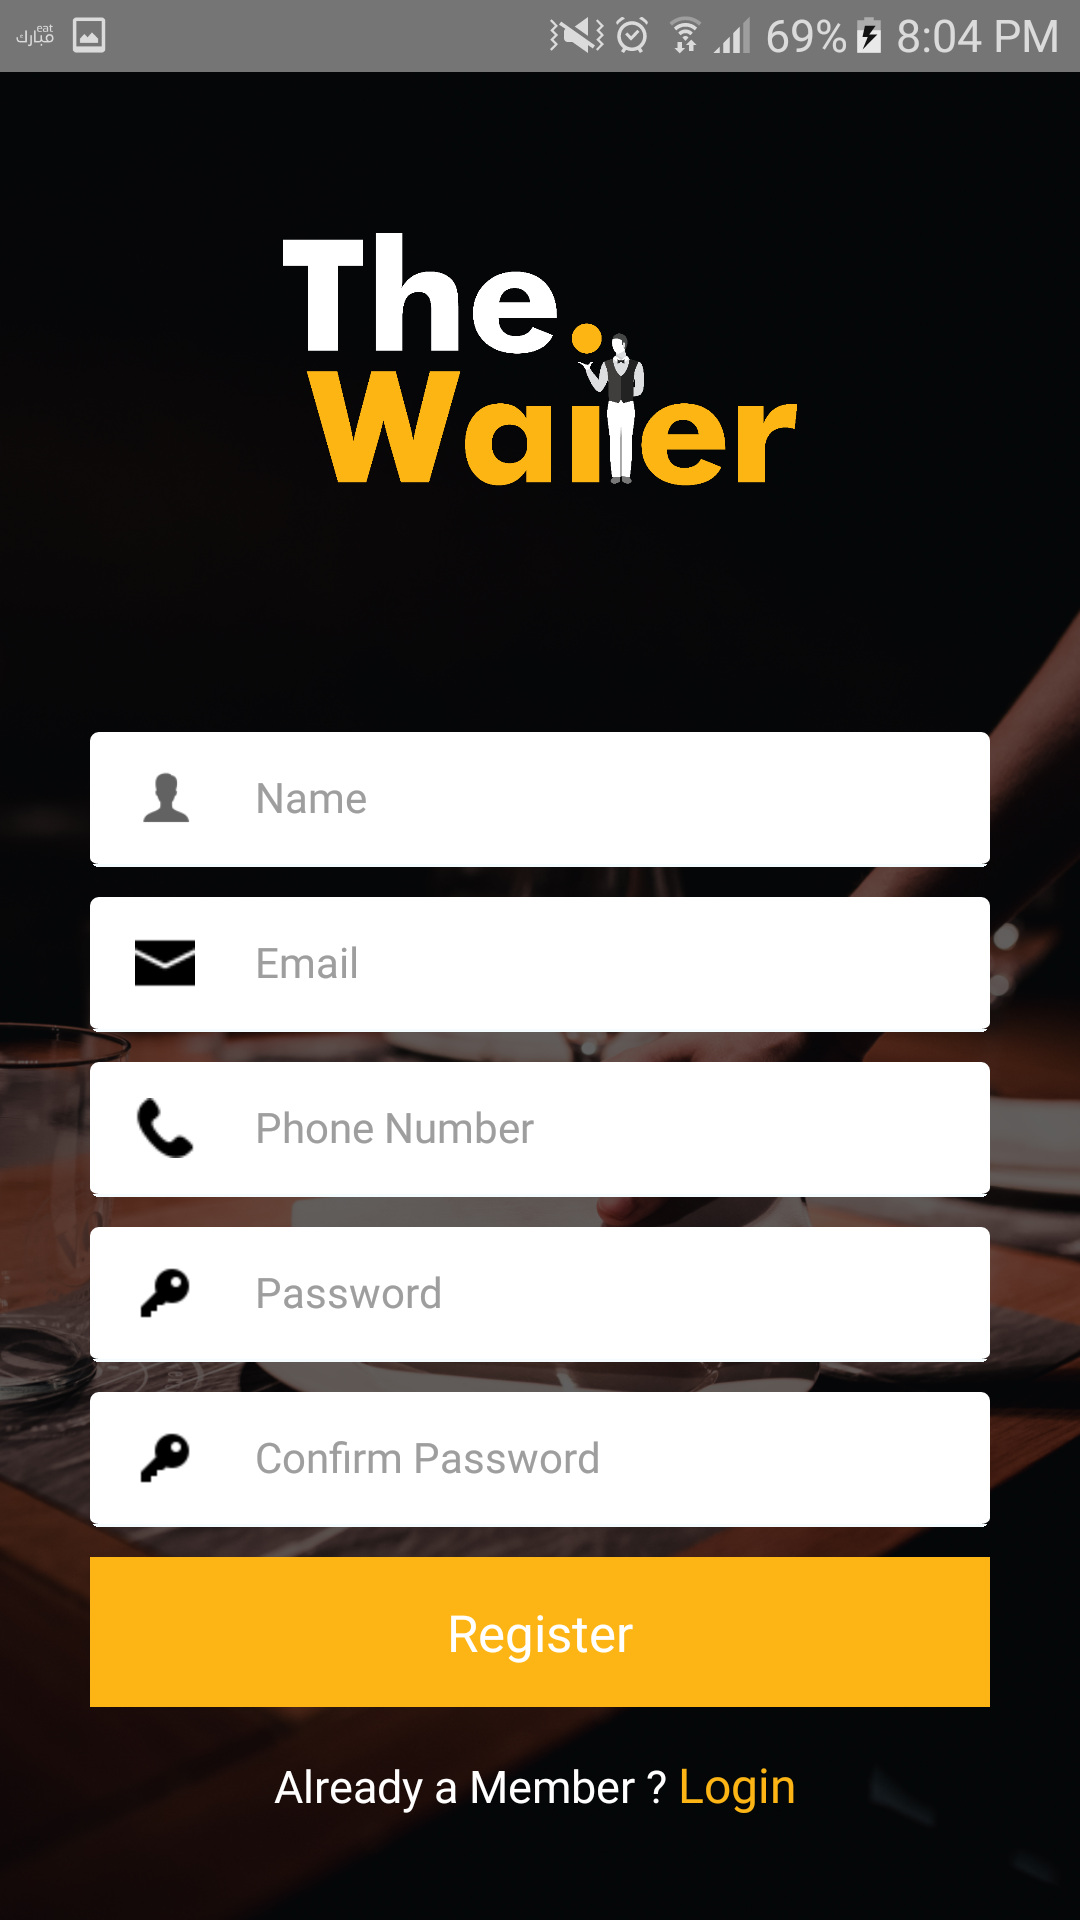 eat
مبارك
69% 8:04 PM
The
Waiter
Name
Email
Phone Number
Password
Confirm Password
Register
Already a Member ? Login